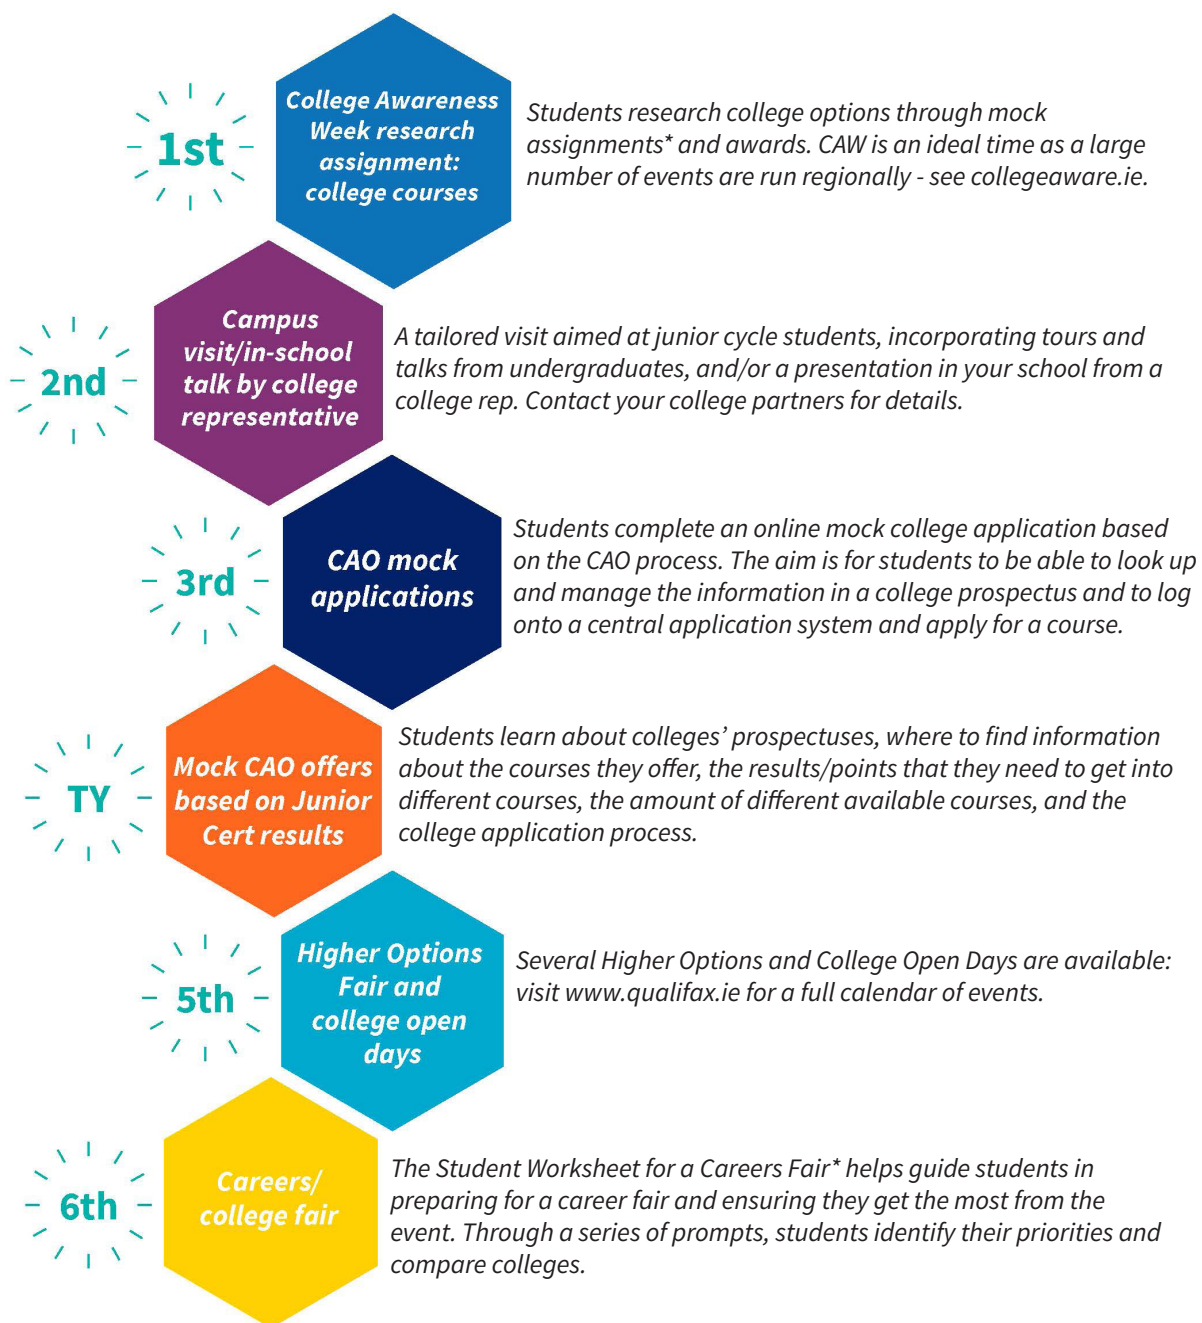 1st
College Awareness
Week research
assignment:
college courses
Students research college options through mock
assignments* and awards. CAW is an ideal time as a large
number of events are run regionally - see collegeaware.ie.
2nd
Campus
visit/in-school
talk by college
representative
A tailored visit aimed at junior cycle students, incorporating tours and
talks from undergraduates, and/or a presentation in your school from a
college rep. Contact your college partners for details.
3rd
CAO mock
applications
Students complete an online mock college application based
on the CAO process. The aim is for students to be able to look up
and manage the information in a college prospectus and to log
onto a central application system and apply for a course.
TY
Mock CAO offers
based on Junior
Cert results
Students learn about colleges’ prospectuses, where to find information
about the courses they offer, the results/points that they need to get into
different courses, the amount of different available courses, and the
college application process.
5th
Higher Options
Fair and
college open
days
Several Higher Options and College Open Days are available:
visit www.qualifax.ie for a full calendar of events.
6th
Careers/
college fair
The Student Worksheet for a Careers Fair* helps guide students in
preparing for a career fair and ensuring they get the most from the
event. Through a series of prompts, students identify their priorities and
compare colleges.